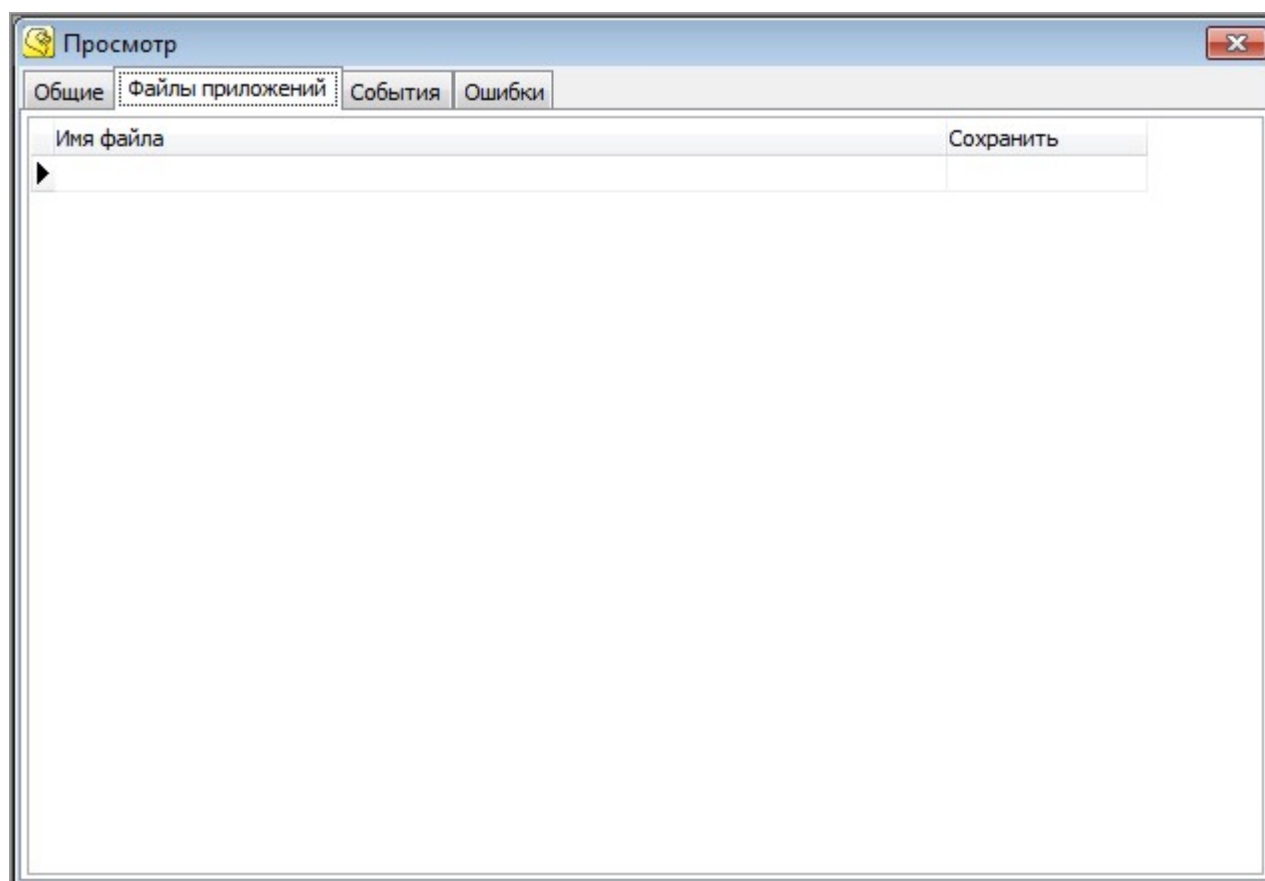 Просмотр
Общие Файлы приложений События Ошибки
Имя файла Сохранить